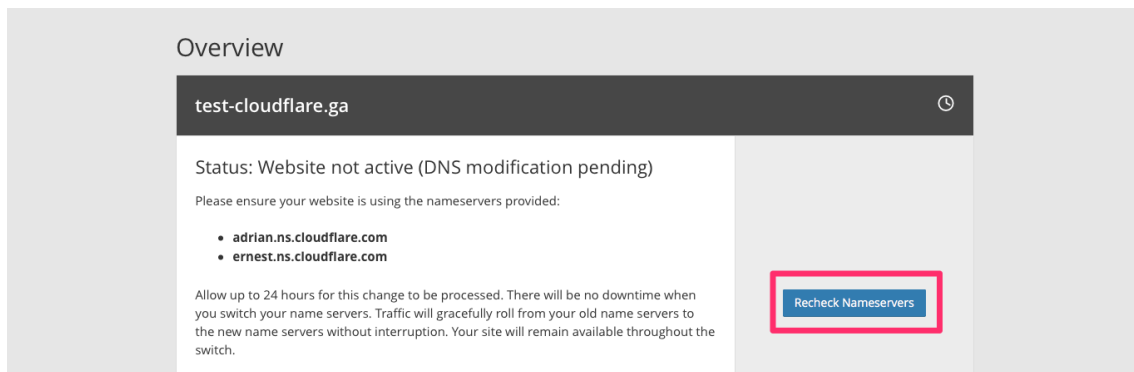 Overview
test-cloudflare.ga
Status: Website not active (DNS modification pending)
Please ensure your website is using the nameservers provided:
• adrian.ns.cloudflare.com
• ernest.ns.cloudflare.com
Allow up to 24 hours for this change to be processed. There will be no downtime when
you switch your name servers. Traffic will gracefully roll from your old name servers to
the new name servers without interruption. Your site will remain available throughout the
switch.
Recheck Nameservers